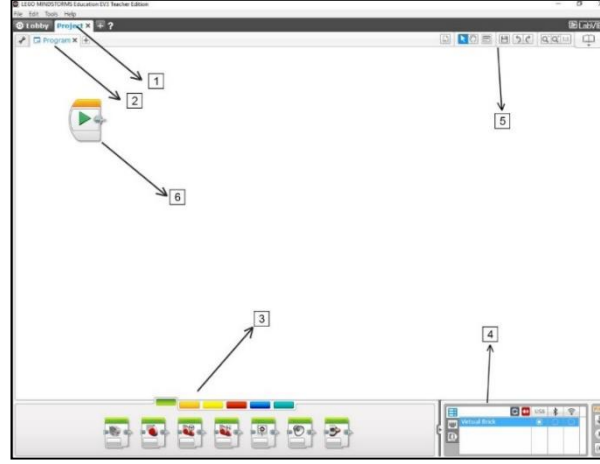 LEGO MINDSTORMS Education EV3 Teacher Edition
File Edit Tools Help
Lobby Project × + ?
Program × +
1
2
5
6
3
4
USB
Virtual Brick